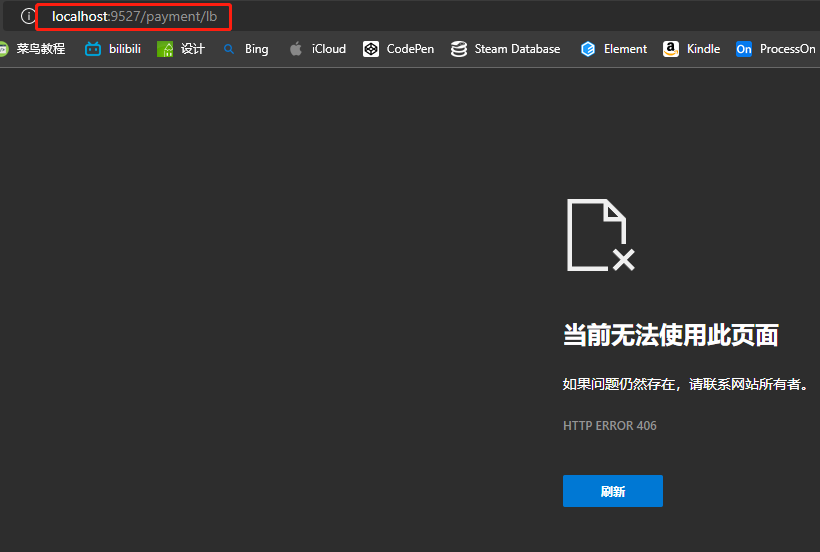 localhost:9527/payment/lb
菜鸟教程 bilibili 设计 Bing iCloud CodePen Steam Database Element Kindle On ProcessOn
当前无法使用此页面
如果问题仍然存在，请联系网站所有者。
HTTP ERROR 406
刷新